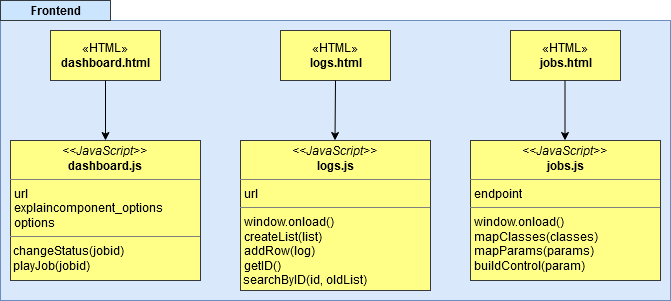 Frontend
«HTML»
dashboard.html
«HTML»
logs.html
«HTML»
jobs.html
<<JavaScript>>
dashboard.js
url
explaincomponent_options
options
changeStatus(jobid)
playJob(jobid)
<<JavaScript>>
logs.js
url
window.onload()
createList(list)
addRow(log)
getID()
searchByID(id, oldList)
<<JavaScript>>
jobs.js
endpoint
window.onload()
mapClasses(classes)
mapParams(params)
buildControl(param)